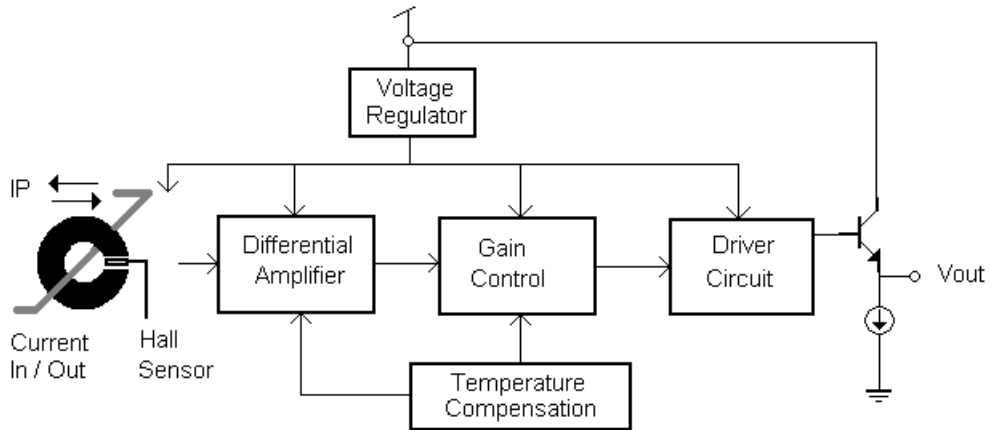 Voltage
Regulator
IP
Differential
Amplifier
Gain
Control
Driver
Circuit
Vout
Current
In / Out
Hall
Sensor
Temperature
Compensation